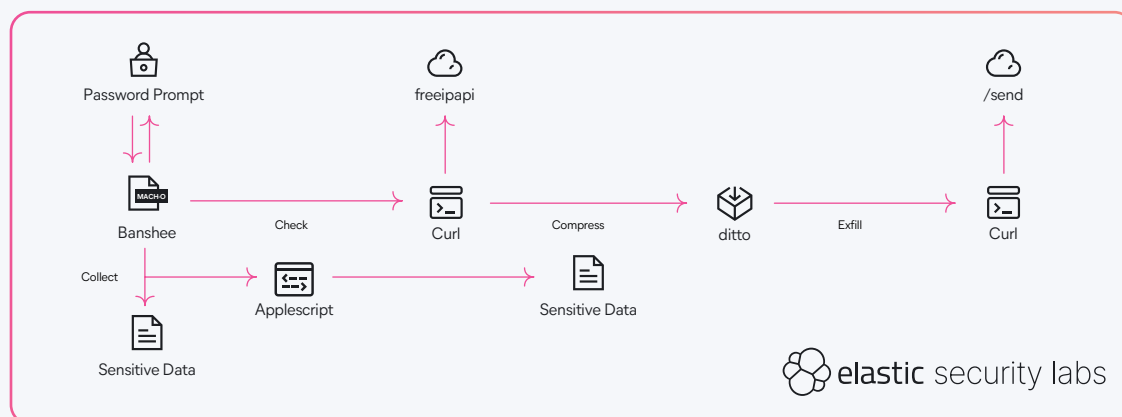 Password Prompt
freeipapi
/send
MACH-O
Banshee
Check
Curl
Compress
ditto
Exfill
Curl
Collect
Applescript
Sensitive Data
Sensitive Data
elastic security labs